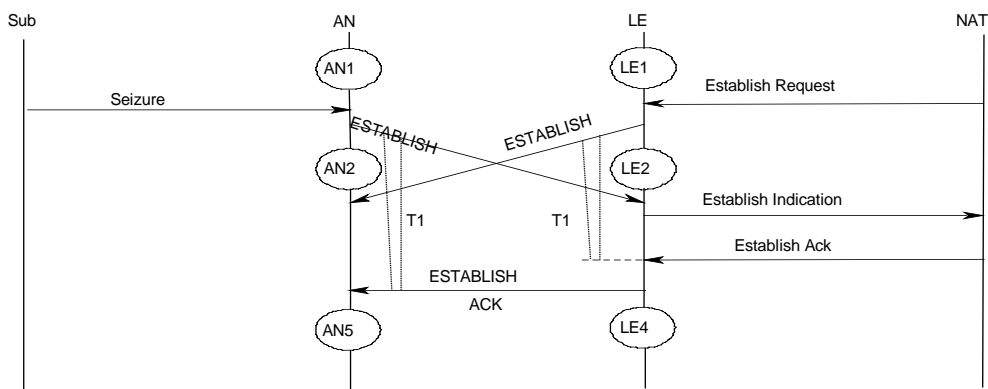 Sub
AN
LE
NAT
AN1
LE1
Establish Request
Seizure
ESTABLISH
ESTABLISH
AN2
LE2
Establish Indication
T1
T1
Establish Ack
ESTABLISH
ACK
AN5
LE4